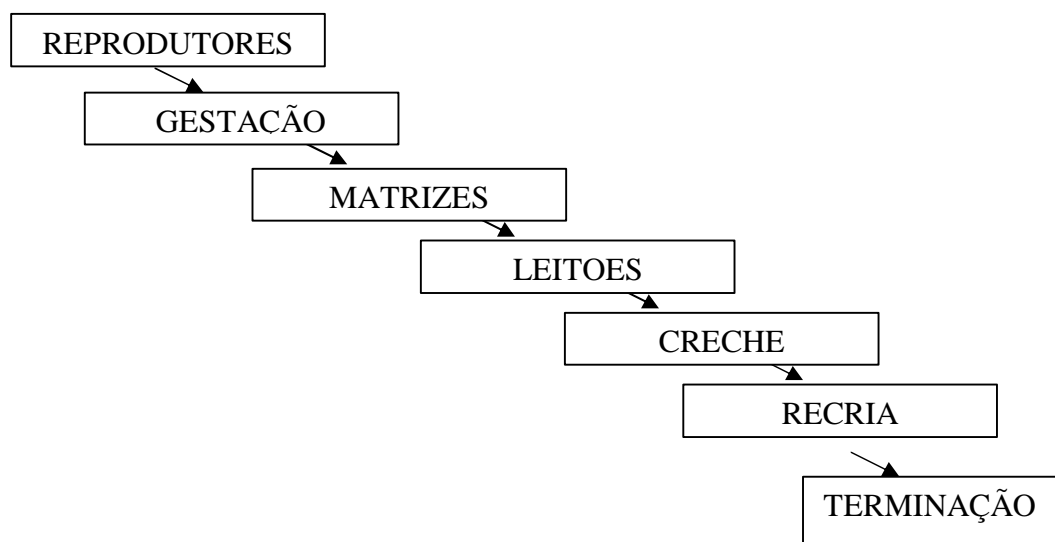 REPRODUTORES
GESTAÇÃO
MATRIZES
LEITOES
CRECHE
RECRIA
TERMINAÇÃO